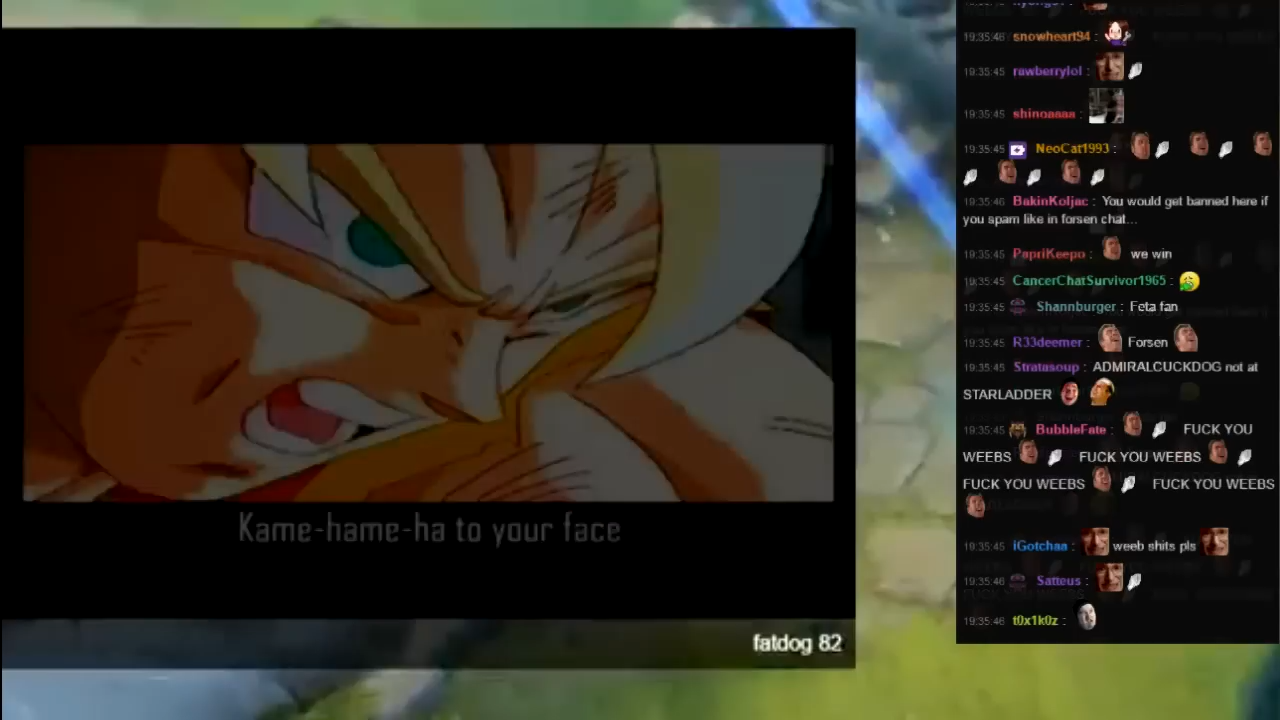 Kame-hame-ha to your face
fatdog 82
19:35:46 snowheart94 :
19:35:45 rawberrylol :
19:35:45 shinoaaaa :
19:35:45 NeoCat1993 :
19:35:46 BakinKoljac : You would get banned here if
you spam like in forsen chat...
19:35:45 PapriKeepo : we win
19:35:45 CancerChatSurvivor1965 :
19:35:45 Shannburger : Feta fan
19:35:45 R33deemer : Forsen
19:35:45 Stratasoup : ADMIRALCUCKDOG not at
STARLADDER
19:35:45 BubbleFate : FUCK YOU
WEEBS FUCK YOU WEEBS
FUCK YOU WEEBS FUCK YOU WEEBS
19:35:45 iGotchaa : weeb shits pls
19:35:46 Satteus :
19:35:46 t0x1k0z :